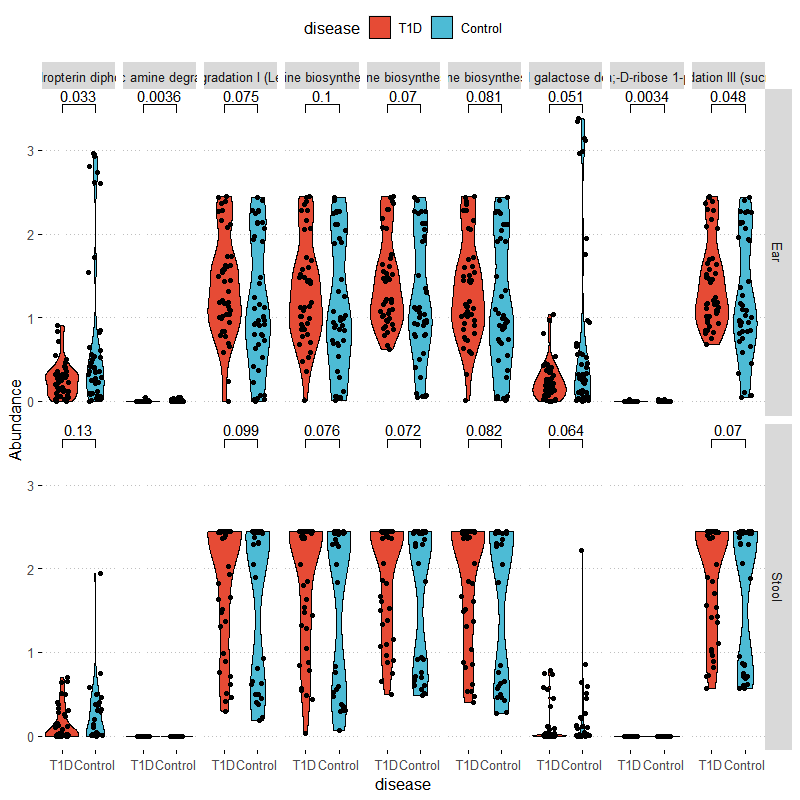 disease T1D Control
ropterin dipho c amine degra gradation I (Le ine biosynthe ne biosynthe ne biosynthes l galactose de ;-D-ribose 1-p dation III (suc
0.033 0.0036 0.075 0.1 0.07 0.081 0.051 0.0034 0.048
3
2
1
0
Ear
Abundance
0.13 0.099 0.076 0.072 0.082 0.064 0.07
3
2
1
0
Stool
T1D Control T1D Control T1D Control T1D Control T1D Control T1D Control T1D Control T1D Control T1D Control
disease